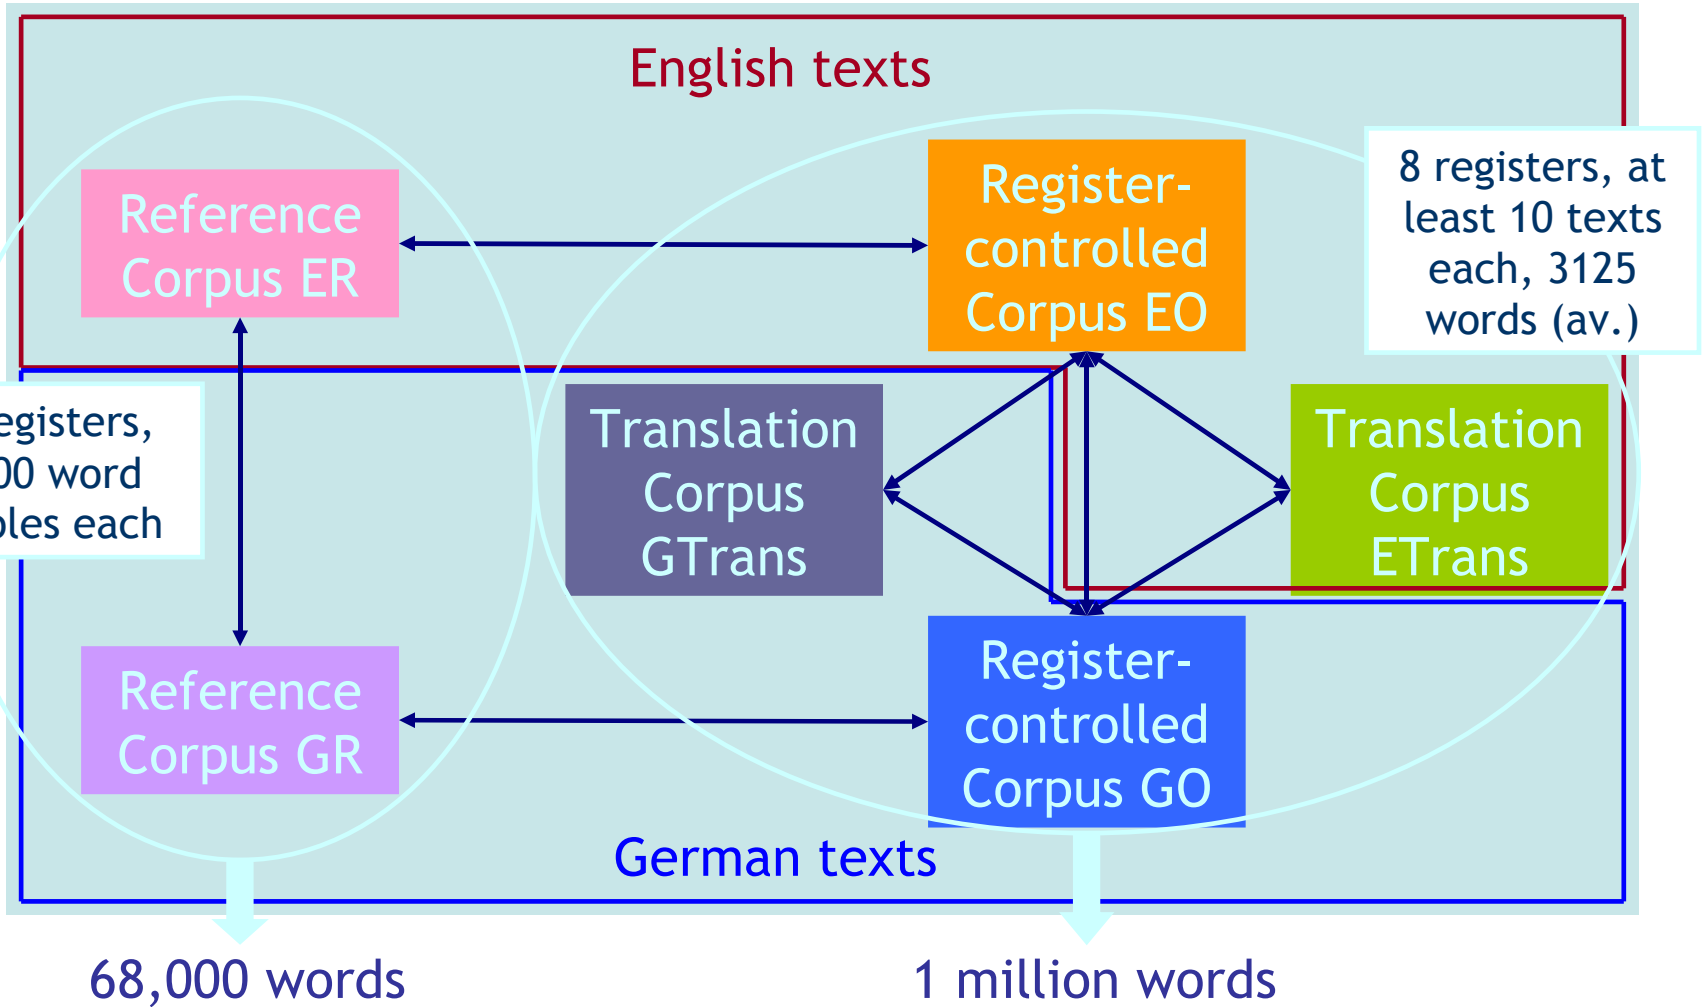 English texts
Reference
Corpus ER
Register-
controlled
Corpus EO
8 registers, at
least 10 texts
each, 3125
words (av.)
word
each
Translation
Corpus
GTrans
Translation
Corpus
ETrans
Reference
Corpus GR
Register-
controlled
Corpus GO
German texts
68,000 words
1 million words